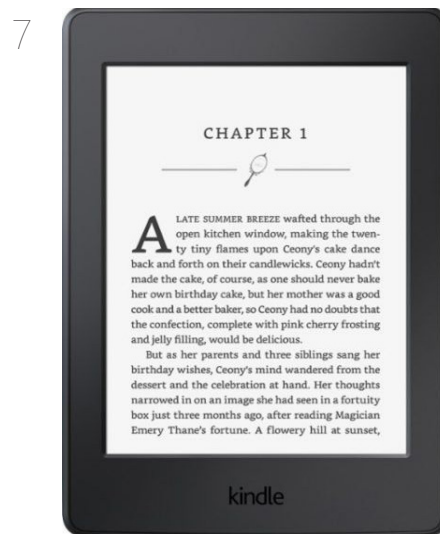 7
CHAPTER 1
A LATE SUMMER BREEZE wafted through the
open kitchen window, making the twen-
ty tiny flames upon Ceony's cake dance
back and forth on their candlewicks. Ceony hadn't
made the cake, of course, as one should never bake
her own birthday cake, but her mother was a good
cook and a better baker, so Ceony had no doubts that
the confection, complete with pink cherry frosting
and jelly filling, would be delicious.
But as her parents and three siblings sang her
birthday wishes, Ceony's mind wandered from the
dessert and the celebration at hand. Her thoughts
narrowed in on an image she had seen in a fortuity
box just three months ago, after reading Magician
Emery Thane's fortune. A flowery hill at sunset,
kindle